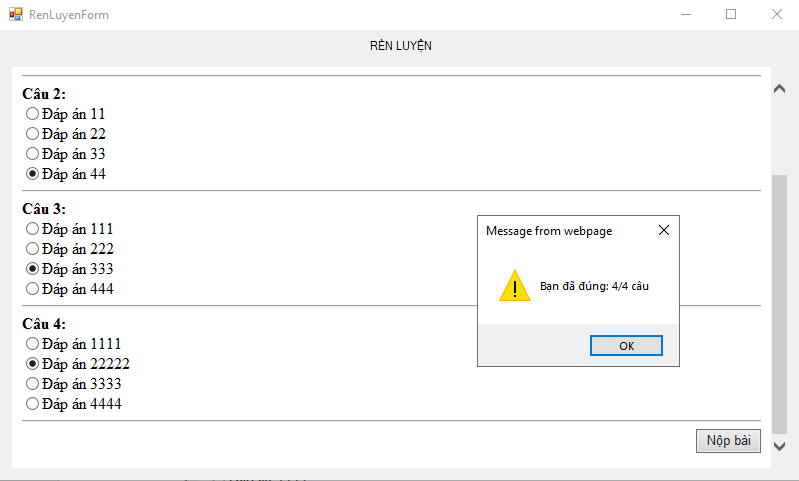 RenLuyenForm
RÈN LUYỆN
Câu 2:
Đáp án 11
Đáp án 22
Đáp án 33
Đáp án 44
Câu 3:
Đáp án 111
Đáp án 222
Đáp án 333
Đáp án 444
Message from webpage
Bạn đã đúng: 4/4 câu
OK
Câu 4:
Đáp án 1111
Đáp án 22222
Đáp án 3333
Đáp án 4444
Nộp bài